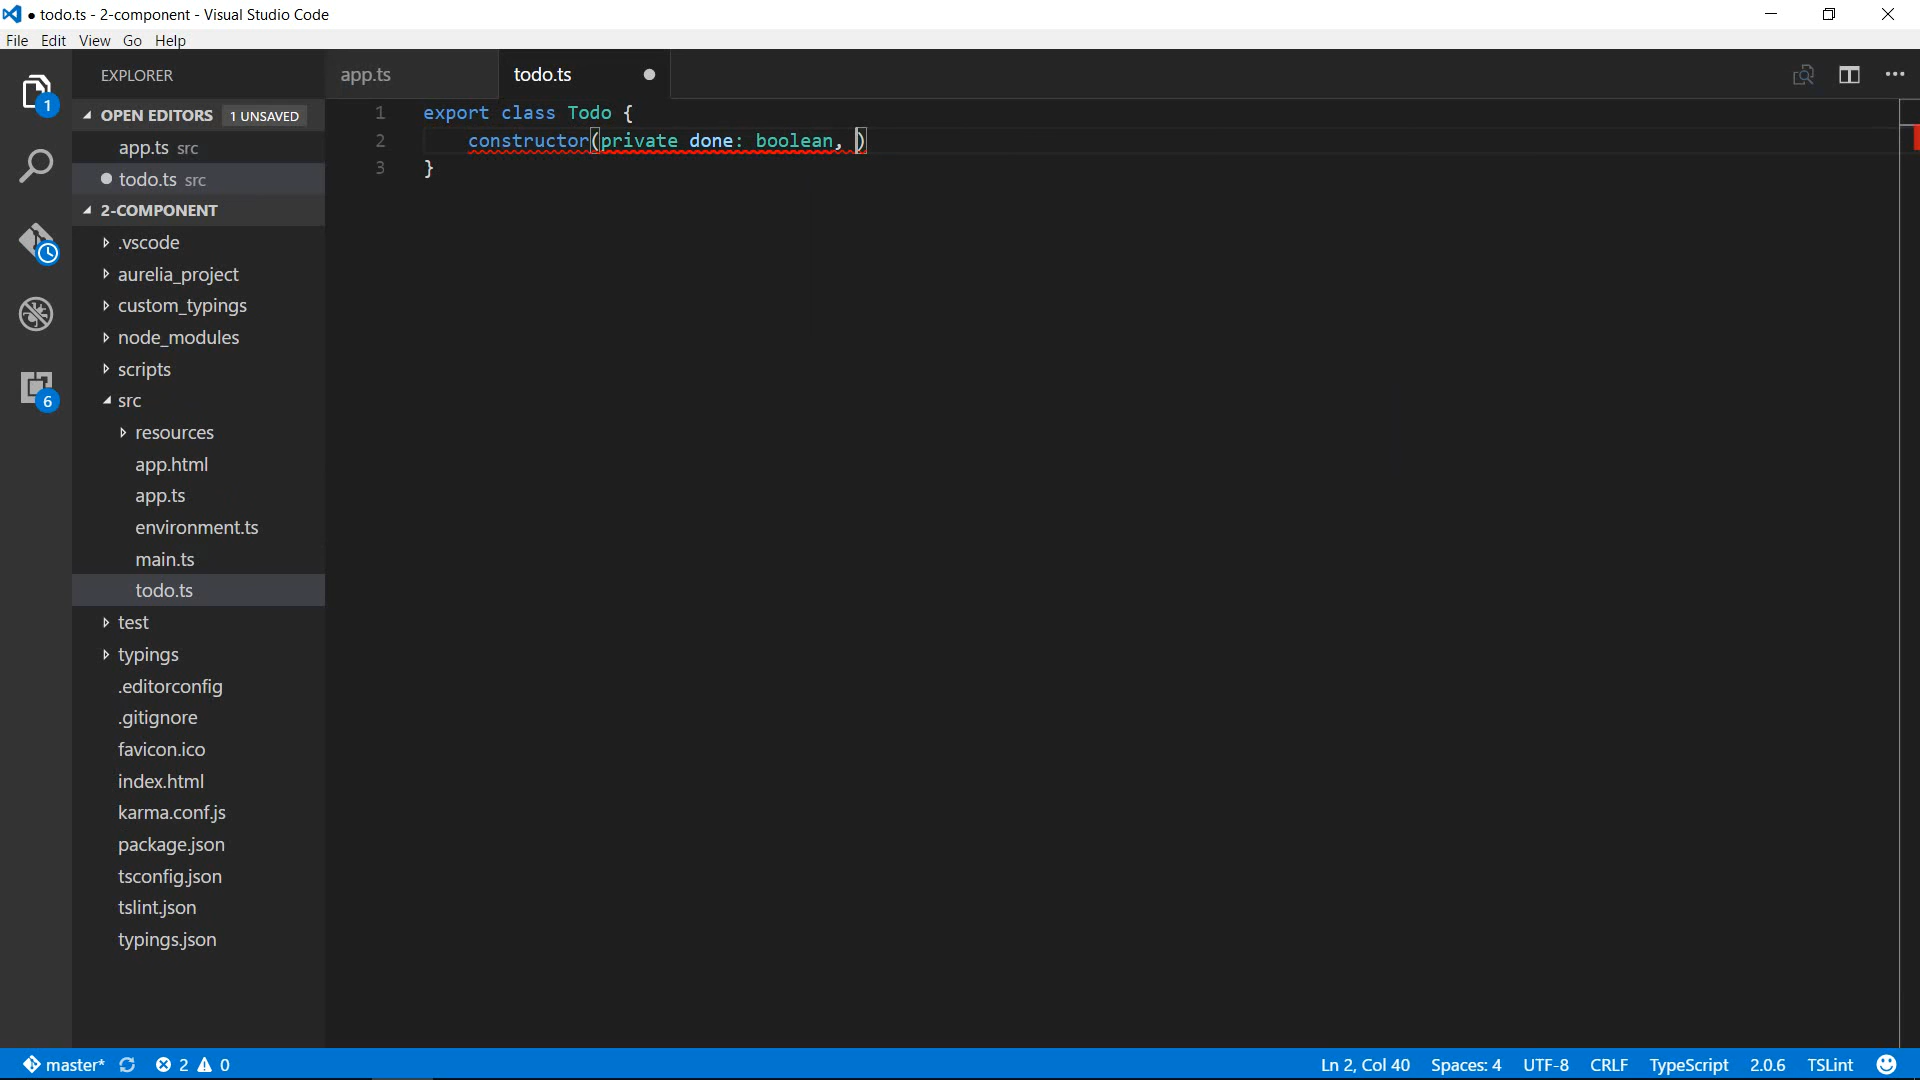 ● todo.ts - 2-component - Visual Studio Code
File Edit View Go Help
EXPLORER
app.ts
todo.ts
OPEN EDITORS 1 UNSAVED
app.ts src
todo.ts src
2-COMPONENT
.vscode
aurelia_project
custom_typings
node_modules
scripts
src
resources
app.html
app.ts
environment.ts
main.ts
todo.ts
test
typings
.editorconfig
.gitignore
favicon.ico
index.html
karma.conf.js
package.json
tsconfig.json
tslint.json
typings.json
1 export class Todo {
2 constructor(private done: boolean, )
3 }
1
6
master* 2 0 Ln 2, Col 40 Spaces: 4 UTF-8 CRLF TypeScript 2.0.6 TSLint